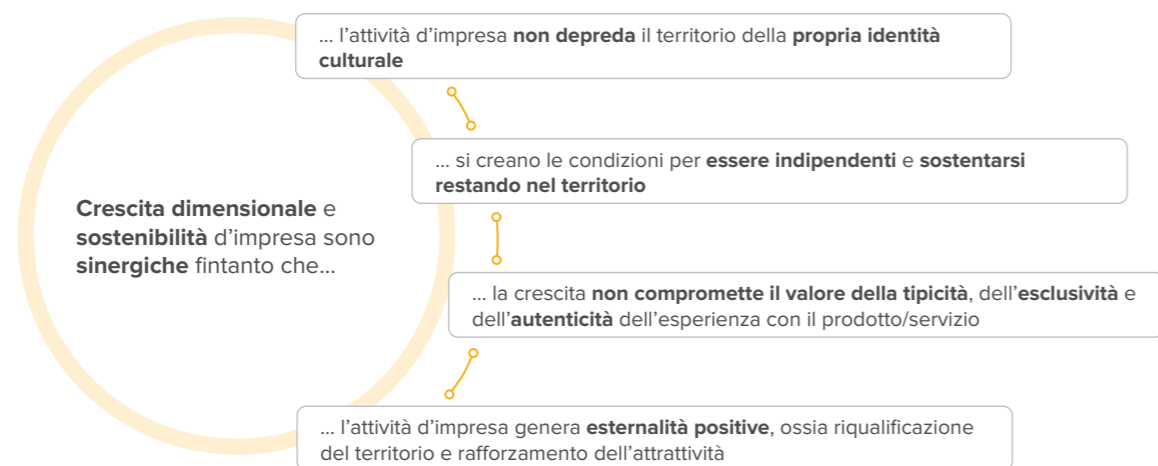 ... l'attività d'impresa non depreda il territorio della propria identità
culturale
... si creano le condizioni per essere indipendenti e sostentarsi
restando nel territorio
Crescita dimensionale e
sostenibilità d'impresa sono
sinergiche fintanto che...
... la crescita non compromette il valore della tipicità, dell'esclusività e
dell'autenticità dell'esperienza con il prodotto/servizio
... l'attività d'impresa genera esternalità positive, ossia riqualificazione
del territorio e rafforzamento dell'attrattività